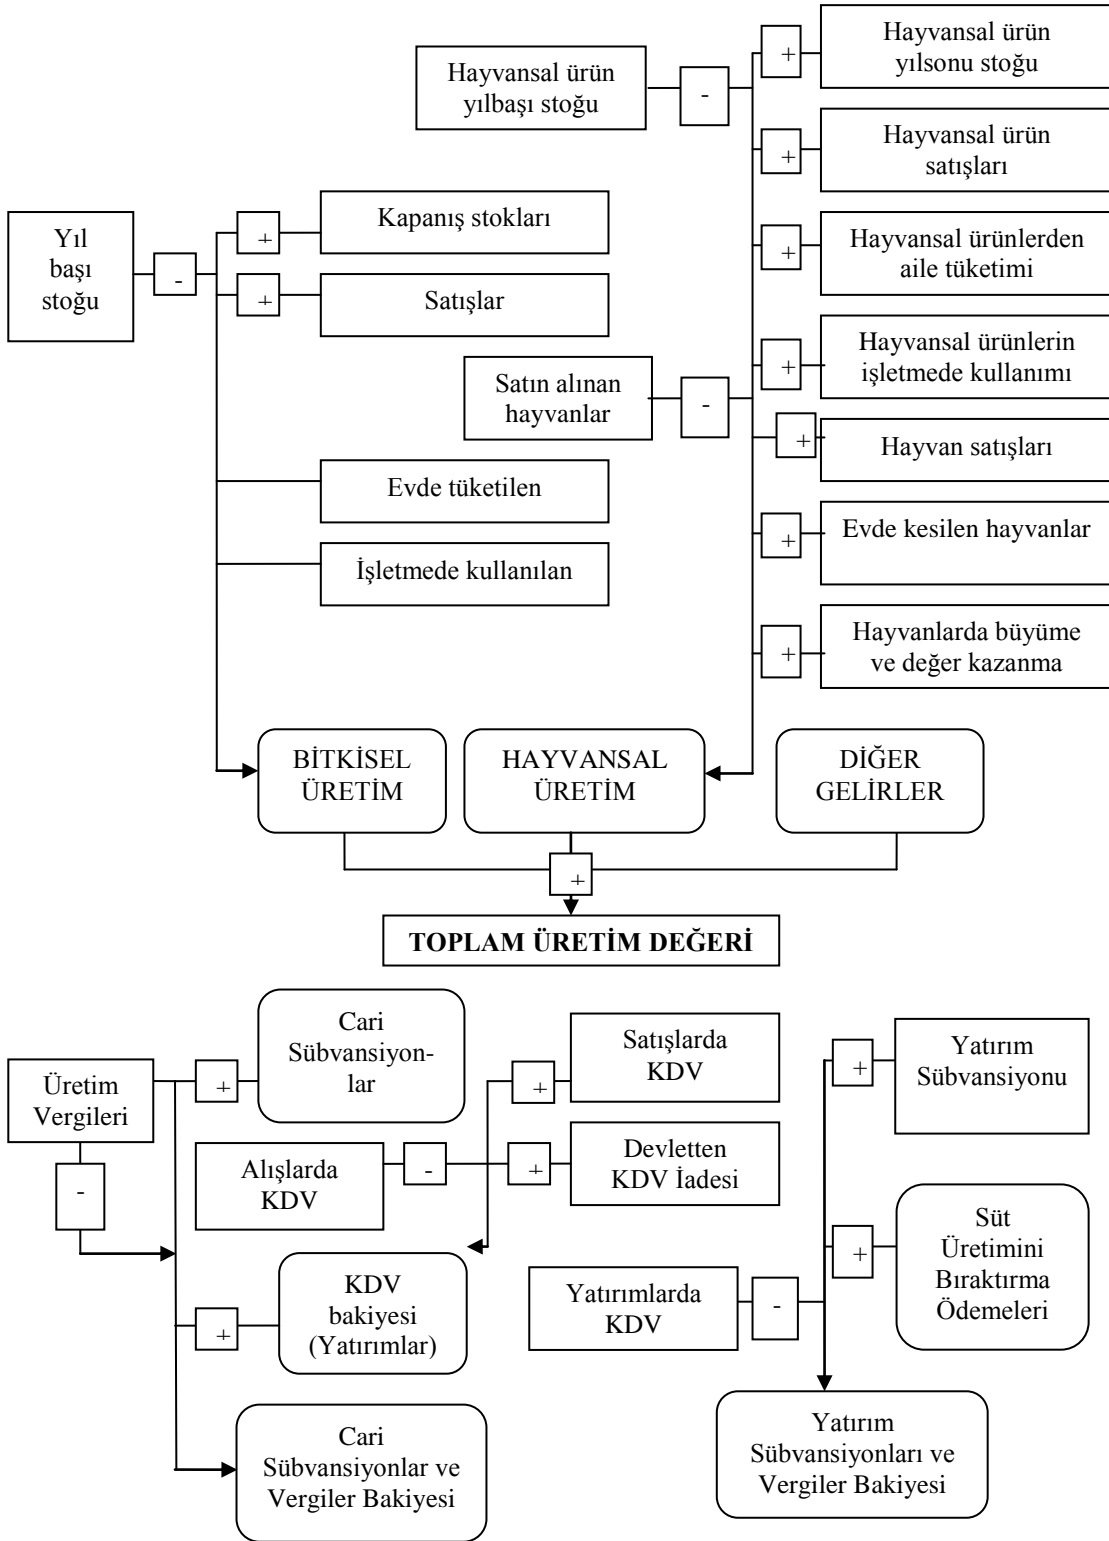 Hayvansal ürün
yılbaşı stoğu
-
+
Hayvansal ürün
yılsonu stoğu
+
Hayvansal ürün
satışları
Yıl
başı
stoğu
-
+
Kapanış stokları
+
Satışlar
+
Hayvansal ürünlerden
aile tüketimi
+
Hayvansal ürünlerin
işletmede kullanımı
Satın alınan
hayvanlar
-
+
Hayvan satışları
Evde tüketilen
+
Evde kesilen hayvanlar
İşletmede kullanılan
+
Hayvanlarda büyüme
ve değer kazanma
BİTKİSEL
ÜRETİM
HAYVANSAL
ÜRETİM
DİĞER
GELİRLER
+
TOPLAM ÜRETİM DEĞERİ
Üretim
Vergileri
-
+
Cari
Sübvansiyon-
lar
+
Satışlarda
KDV
Alışlarda
KDV
-
+
Devletten
KDV İadesi
+
KDV
bakiyesi
(Yatırımlar)
Cari
Sübvansiyonlar ve
Vergiler Bakiyesi
+
Yatırım
Sübvansiyonu
+
Süt
Üretimini
Bıraktırma
Ödemeleri
Yatırımlarda
KDV
-
Yatırım
Sübvansiyonları ve
Vergiler Bakiyesi